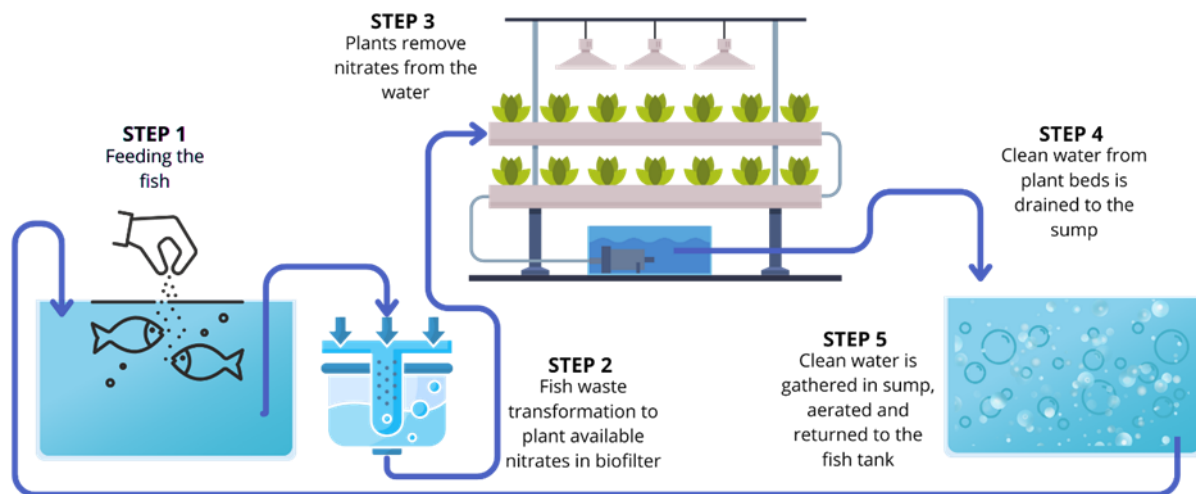 STEP 1
Feeding the
fish
STEP 2
Fish waste
transformation to
plant available
nitrates in biofilter
STEP 3
Plants remove
nitrates from the
water
STEP 4
Clean water from
plant beds is
drained to the
sump
STEP 5
Clean water is
gathered in sump,
aerated and
returned to the
fish tank